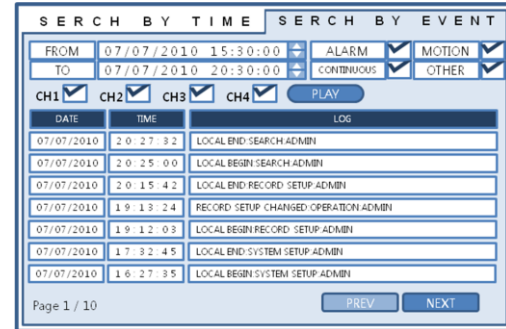 SERCH BY TIME SERCH BY EVENT
FROM 07/07/2010 15:30:00 ALARM MOTION
TO 07/07/2010 20:30:00 CONTINUOUS OTHER
CH1 CH2 CH3 CH4 PLAY
DATE TIME LOG
07/07/2010 20:27:32 LOCAL END:SEARCH:ADMIN
07/07/2010 20:25:00 LOCAL BEGIN:SEARCH:ADMIN
07/07/2010 20:15:42 LOCAL END:RECORD SETUP:ADMIN
07/07/2010 19:13:24 RECORD SETUP CHANGED:OPERATION:ADMIN
07/07/2010 19:12:03 LOCAL BEGIN:RECORD SETUP:ADMIN
07/07/2010 17:32:45 LOCAL END:SYSTEM SETUP:ADMIN
07/07/2010 16:27:35 LOCAL BEGIN:SYSTEM SETUP:ADMIN
Page 1 / 10 PREV NEXT